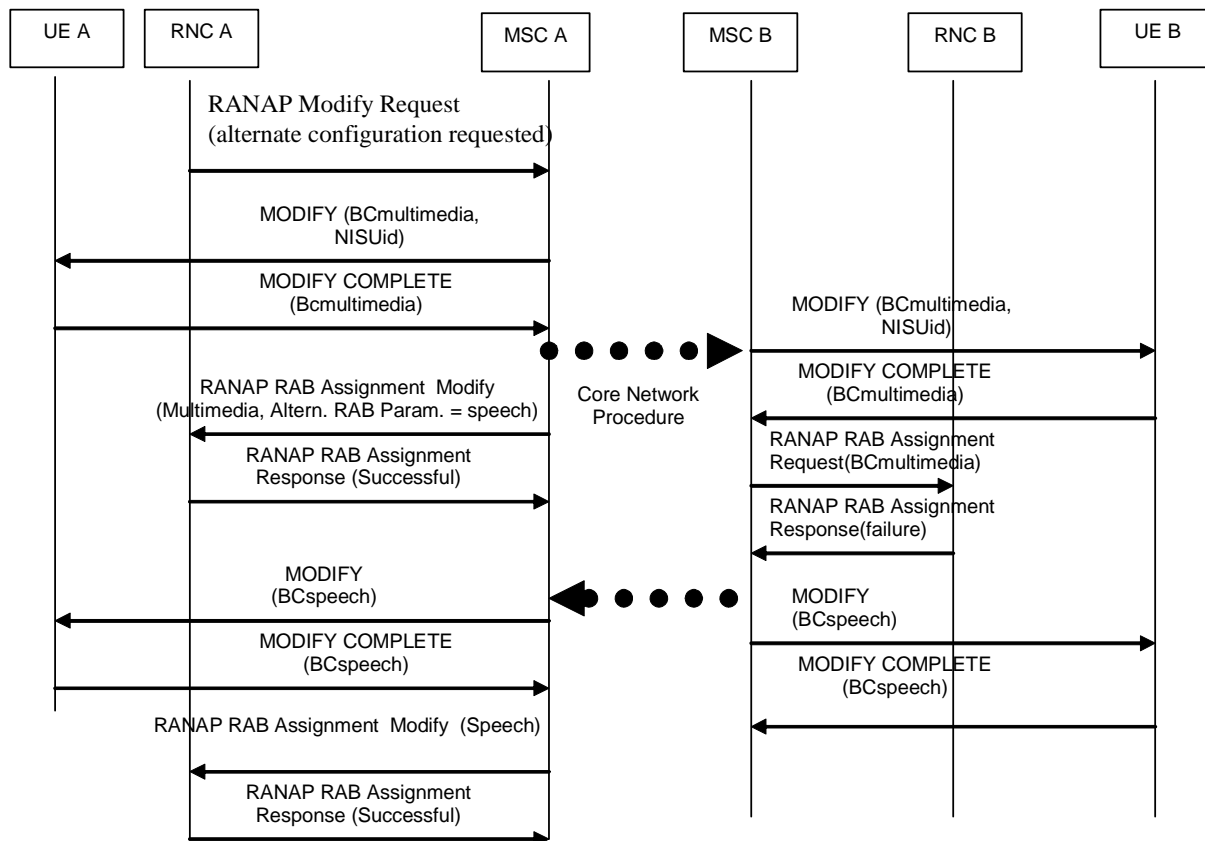 UE A
RNC A
MSC A
MSC B
RNC B
UE B
RANAP Modify Request
(alternate configuration requested)
MODIFY (BCmultimedia,
NISUid)
MODIFY COMPLETE
(Bcmultimedia)
MODIFY (BCmultimedia,
NISUid)
MODIFY COMPLETE
(BCmultimedia)
RANAP RAB Assignment Modify
(Multimedia, Altern. RAB Param. = speech)
Core Network
Procedure
RANAP RAB Assignment
Request(BCmultimedia)
RANAP RAB Assignment
Response (Successful)
RANAP RAB Assignment
Response(failure)
MODIFY
(BCspeech)
MODIFY
(BCspeech)
MODIFY COMPLETE
(BCspeech)
MODIFY COMPLETE
(BCspeech)
RANAP RAB Assignment Modify (Speech)
RANAP RAB Assignment
Response (Successful)